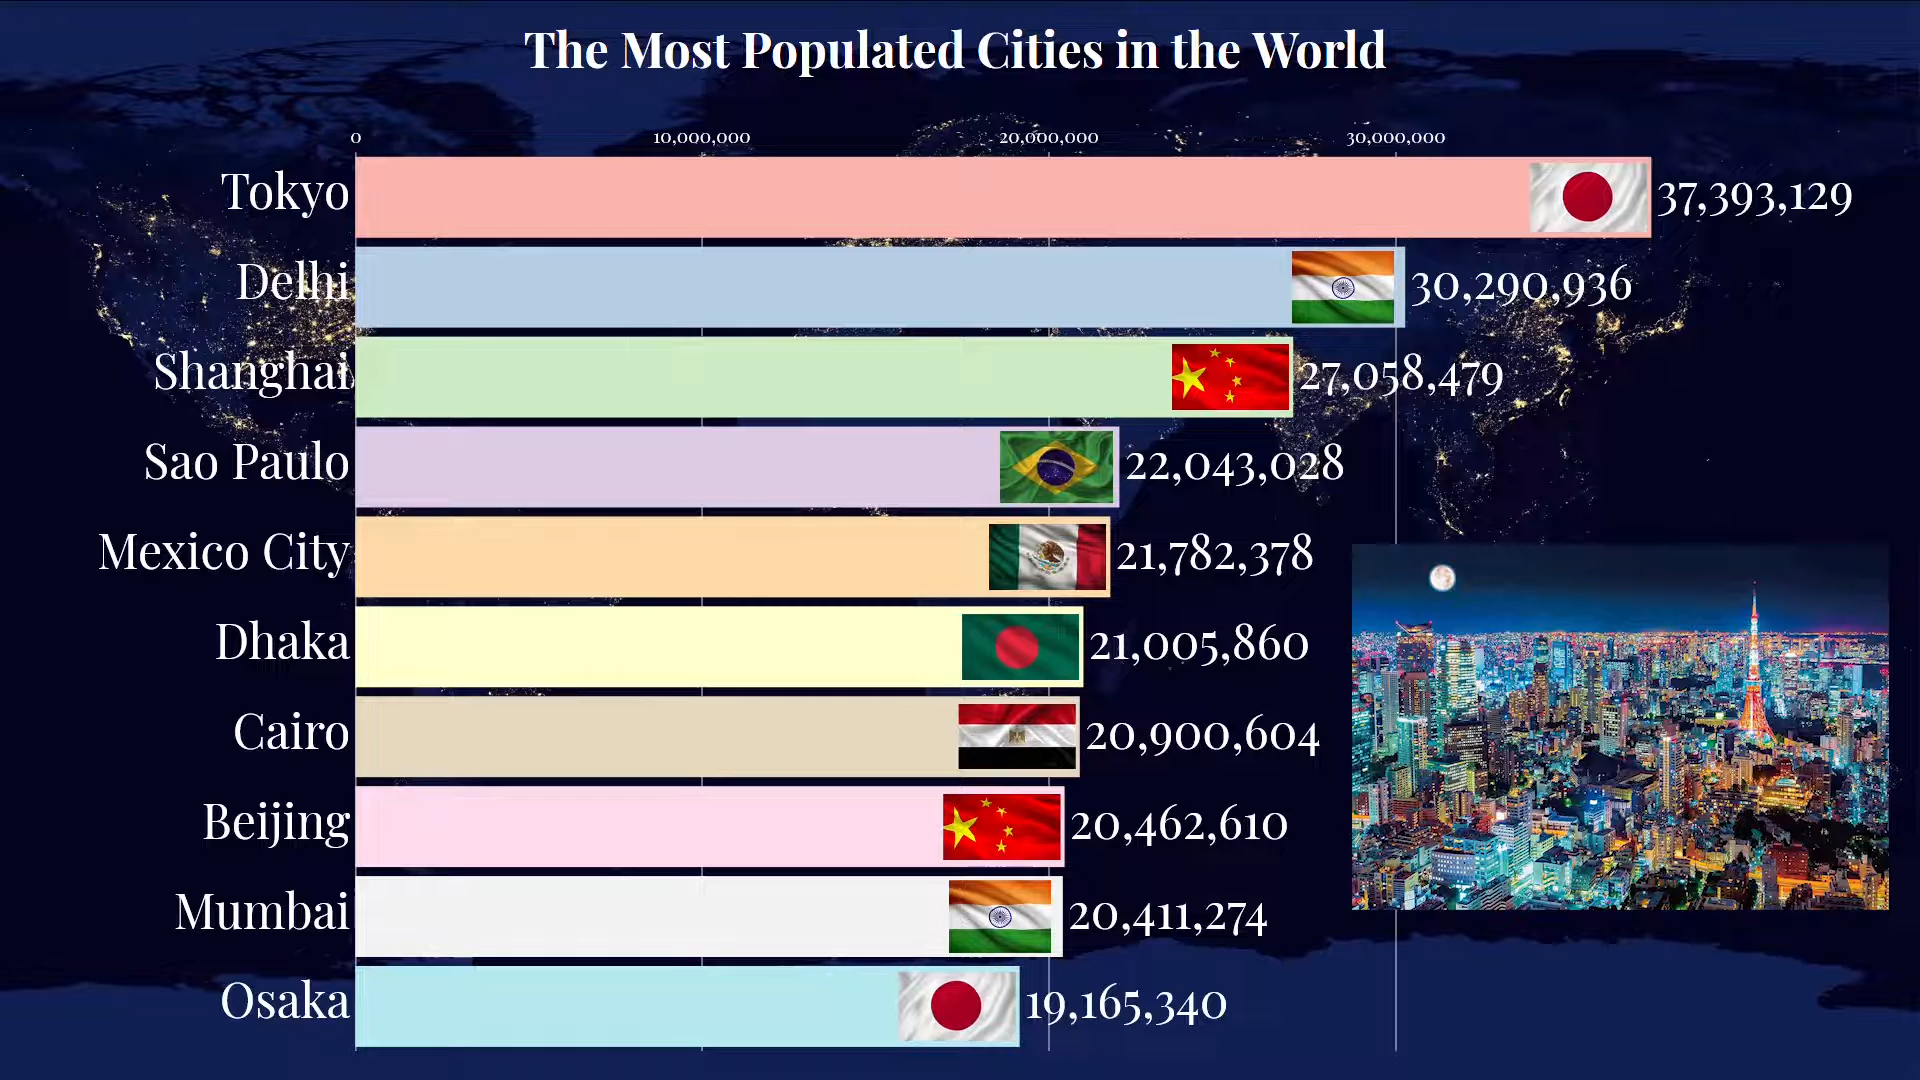 The Most Populated Cities in the World
0 10,000,000 20,000,000 30,000,000
Tokyo 37,393,129
Delhi 30,290,936
Shanghai 27,058,479
Sao Paulo 22,043,028
Mexico City 21,782,378
Dhaka 21,005,860
Cairo 20,900,604
Beijing 20,462,610
Mumbai 20,411,274
Osaka 19,165,340